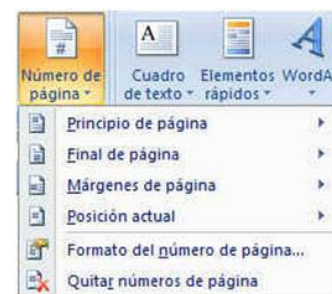 #
A
A
Número de página
Cuadro de texto
Elementos rápidos
WordA
Principio de página
Final de página
Márgenes de página
Posición actual
Formato del número de página...
Quitar números de página